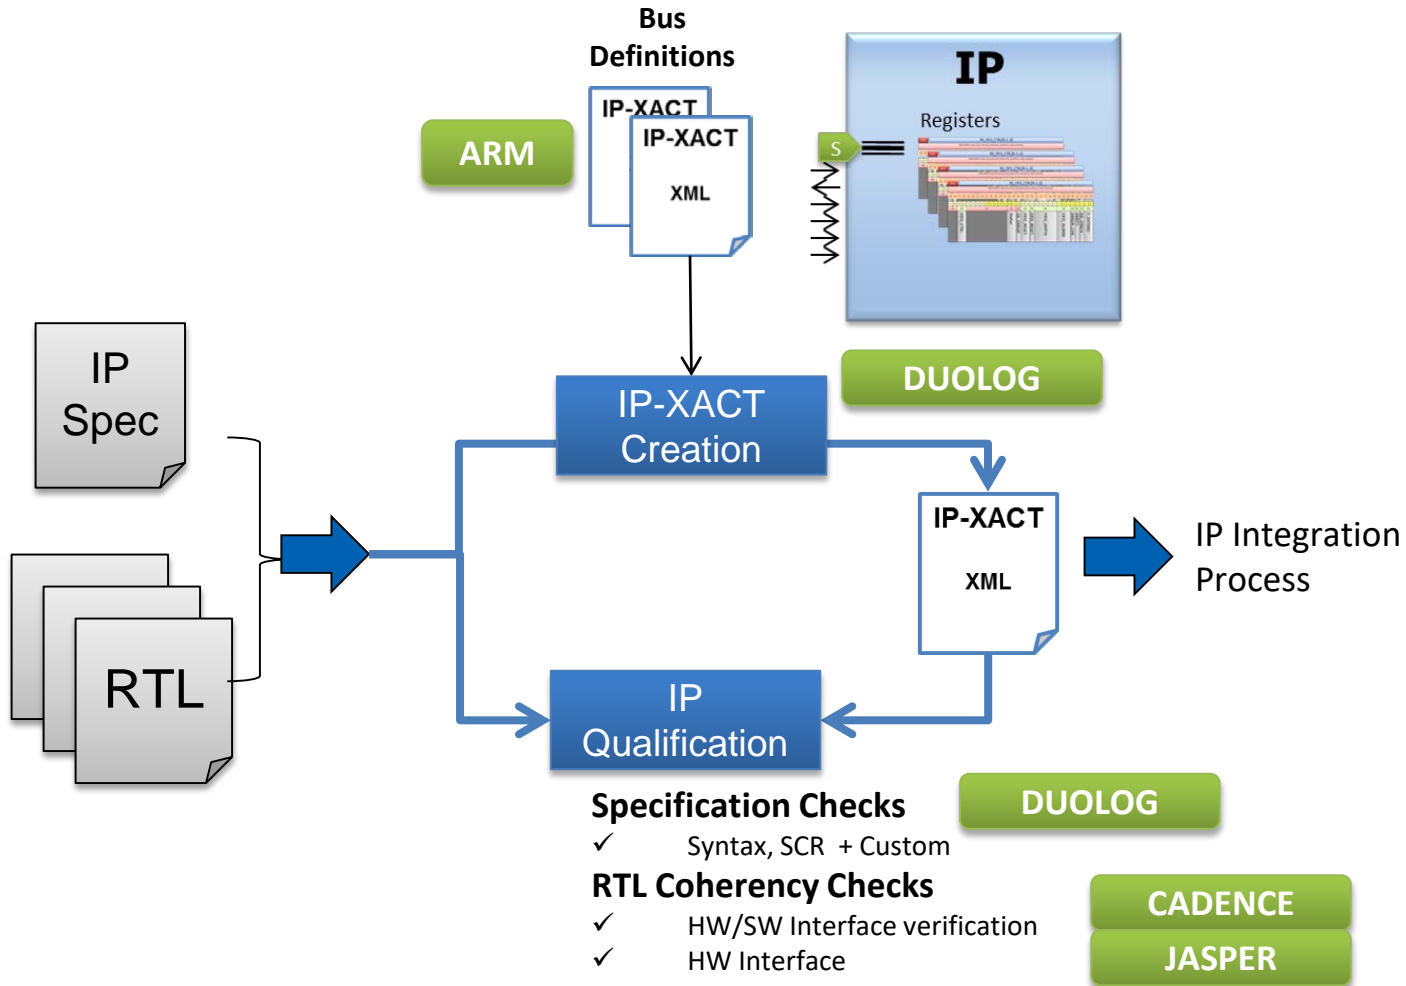 Bus
Definitions
IP-XACT
IP-XACT
XML
ARM
IP
Registers
S
IP
Spec
DUOLOG
IP-XACT
Creation
IP-XACT
XML
IP Integration
Process
RTL
IP
Qualification
Specification Checks
DUOLOG
✓ Syntax, SCR + Custom
RTL Coherency Checks
✓ HW/SW Interface verification
✓ HW Interface
CADENCE
JASPER